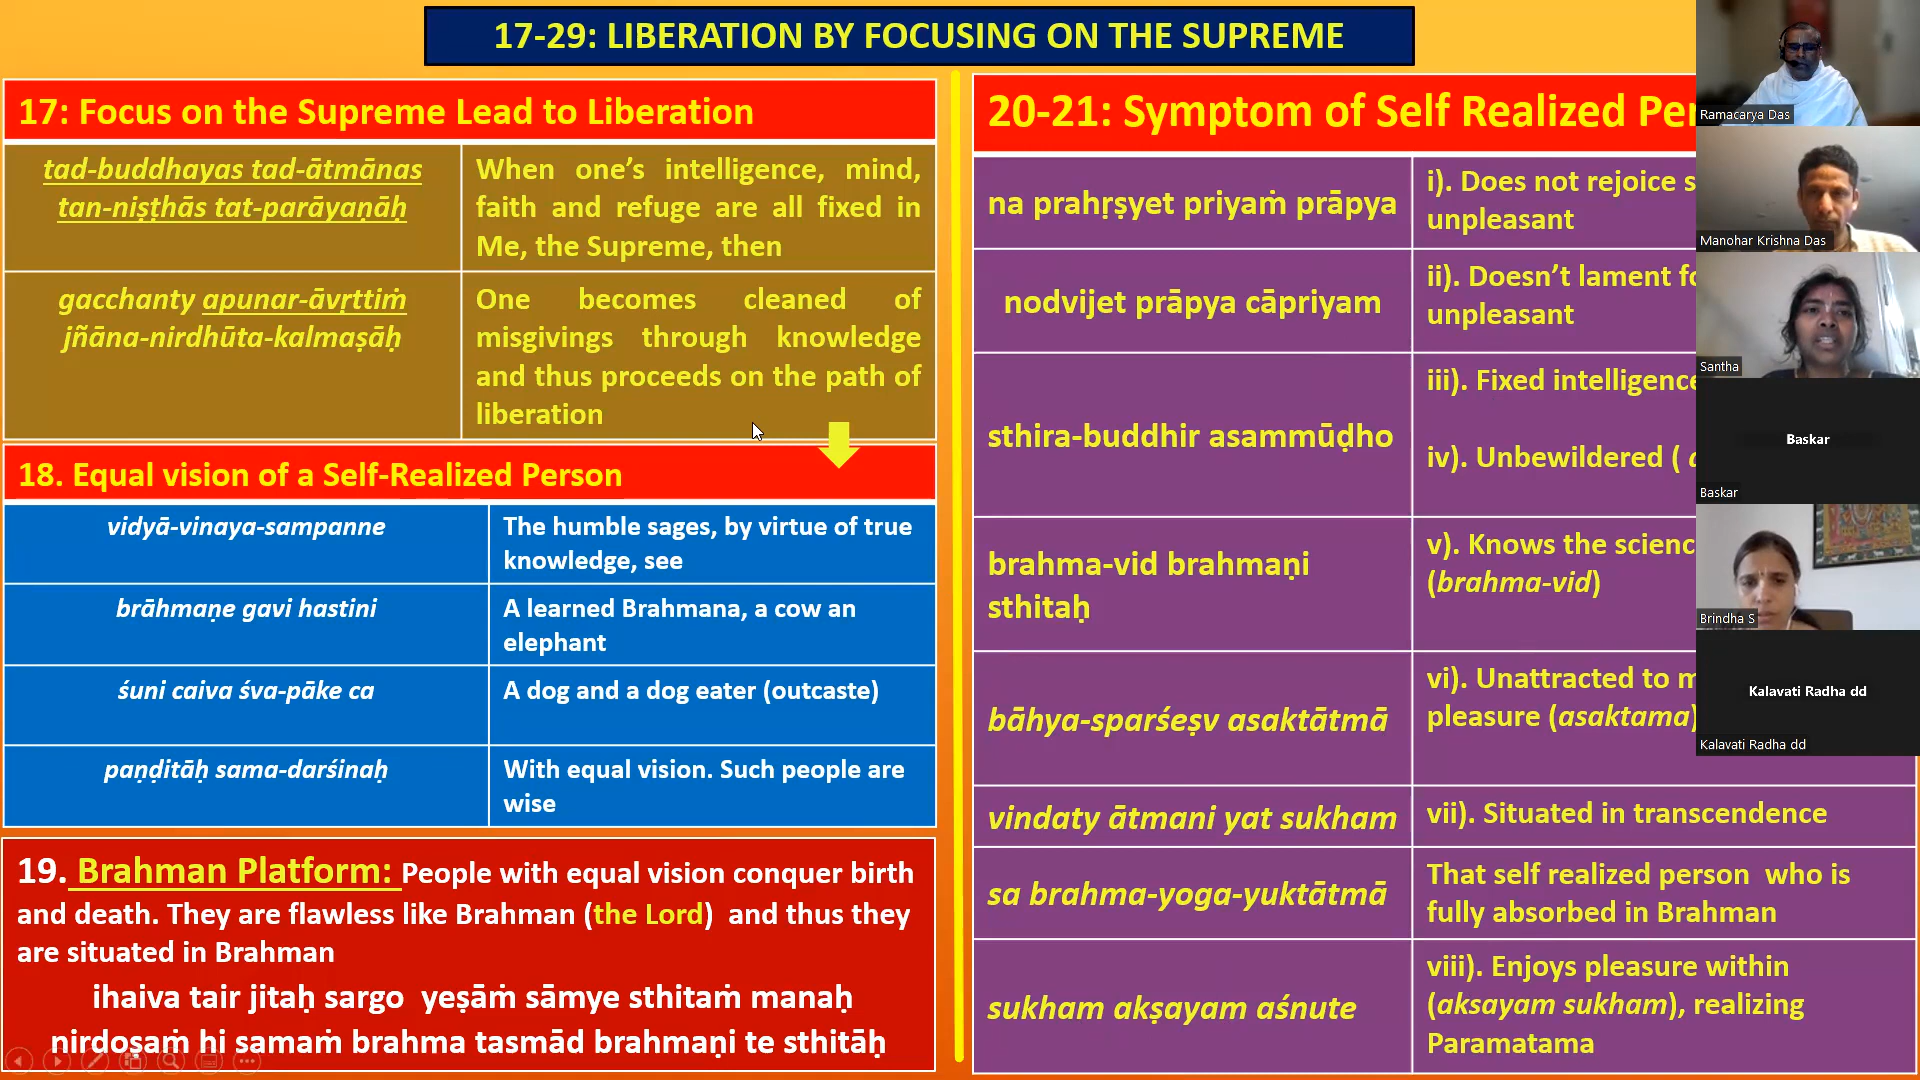 17-29: LIBERATION BY FOCUSING ON THE SUPREME
17: Focus on the Supreme Lead to Liberation
tad-buddhayas tad-ātmānas
tan-niṣṭhās tat-parāyaṇāḥ
When one’s intelligence, mind,
faith and refuge are all fixed in
Me, the Supreme, then
gacchanty apunar-āvṛttiṁ
jñāna-nirdhūta-kalmaṣāḥ
One becomes cleaned of
misgivings through knowledge
and thus proceeds on the path of
liberation
18. Equal vision of a Self-Realized Person
vidyā-vinaya-sampanne
The humble sages, by virtue of true
knowledge, see
brāhmaṇe gavi hastini
A learned Brahmana, a cow an
elephant
śuni caiva śva-pāke ca
A dog and a dog eater (outcaste)
paṇḍitāḥ sama-darśinaḥ
With equal vision. Such people are
wise
19. Brahman Platform: People with equal vision conquer birth
and death. They are flawless like Brahman (the Lord) and thus they
are situated in Brahman
ihaiva tair jitaḥ sargo yeṣāṁ sāmye sthitaṁ manaḥ
nirdoṣaṁ hi samaṁ brahma tasmād brahmaṇi te sthitāḥ
20-21: Symptom of Self Realized
na prahṛṣyet priyaṁ prāpya
i). Does not rejoice
unpleasant
nodvijet prāpya cāpriyam
ii). Doesn’t lament
unpleasant
sthira-buddhir asammūḍho
iii). Fixed intelligence
iv). Unbewildered (
brahma-vid brahmaṇi
sthitaḥ
v). Knows the
(brahma-vid)
bāhya-sparśeṣv asaktātmā
vi). Unattracted to
pleasure (asaktama)
vindaty ātmani yat sukham
vii). Situated in transcendence
sa brahma-yoga-yuktātmā
That self realized person who is
fully absorbed in Brahman
sukham akṣayam aśnute
viii). Enjoys pleasure within
(aksayam sukham), realizing
Paramatama
Ramacarya Das
Manohar Krishna Das
Santha
Baskar
Baskar
Brindha S
Kalavati Radha dd
Kalavati Radha dd